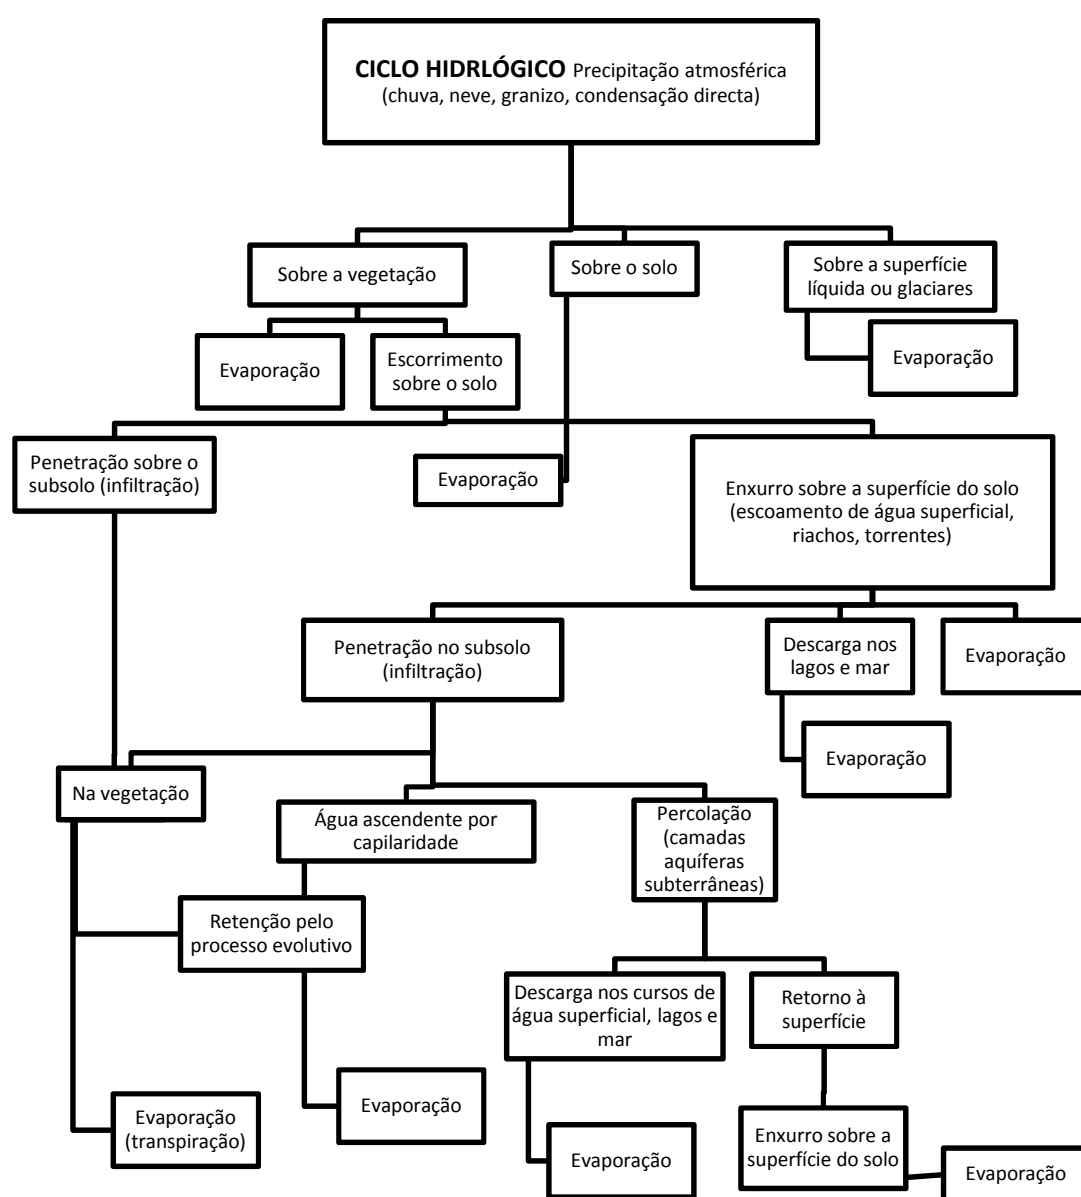 CICLO HIDRLÓGICO Precipitação atmosférica
(chuva, neve, granizo, condensação directa)
Sobre a vegetação
Sobre o solo
Sobre a superfície
líquida ou glaciares
Evaporação
Escorrimento
sobre o solo
Evaporação
Penetração sobre o
subsolo (infiltração)
Evaporação
Enxurro sobre a superfície do solo
(escoamento de água superficial,
riachos, torrentes)
Penetração no subsolo
(infiltração)
Descarga nos
lagos e mar
Evaporação
Evaporação
Na vegetação
Água ascendente por
capilaridade
Percolação
(camadas
aquíferas
subterrâneas)
Retenção pelo
processo evolutivo
Descarga nos cursos de
água superficial, lagos e
mar
Retorno à
superfície
Evaporação
(transpiração)
Evaporação
Evaporação
Enxurro sobre a
superfície do solo
Evaporação